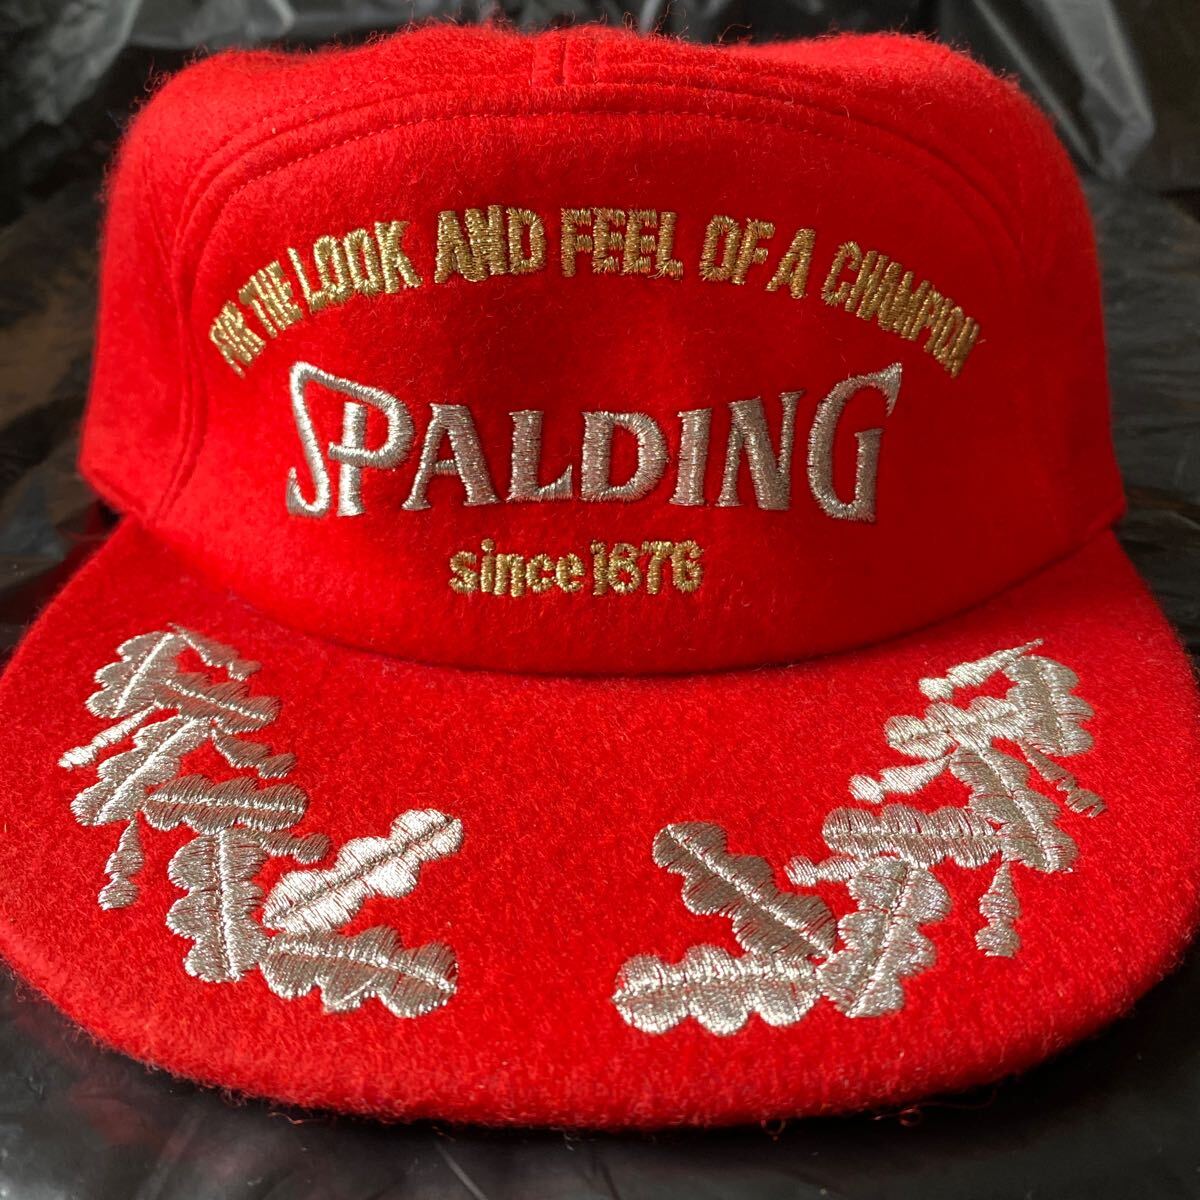 FOR THE LOOK AND FEEL OF A CHAMPION
SPALDING
since 1876